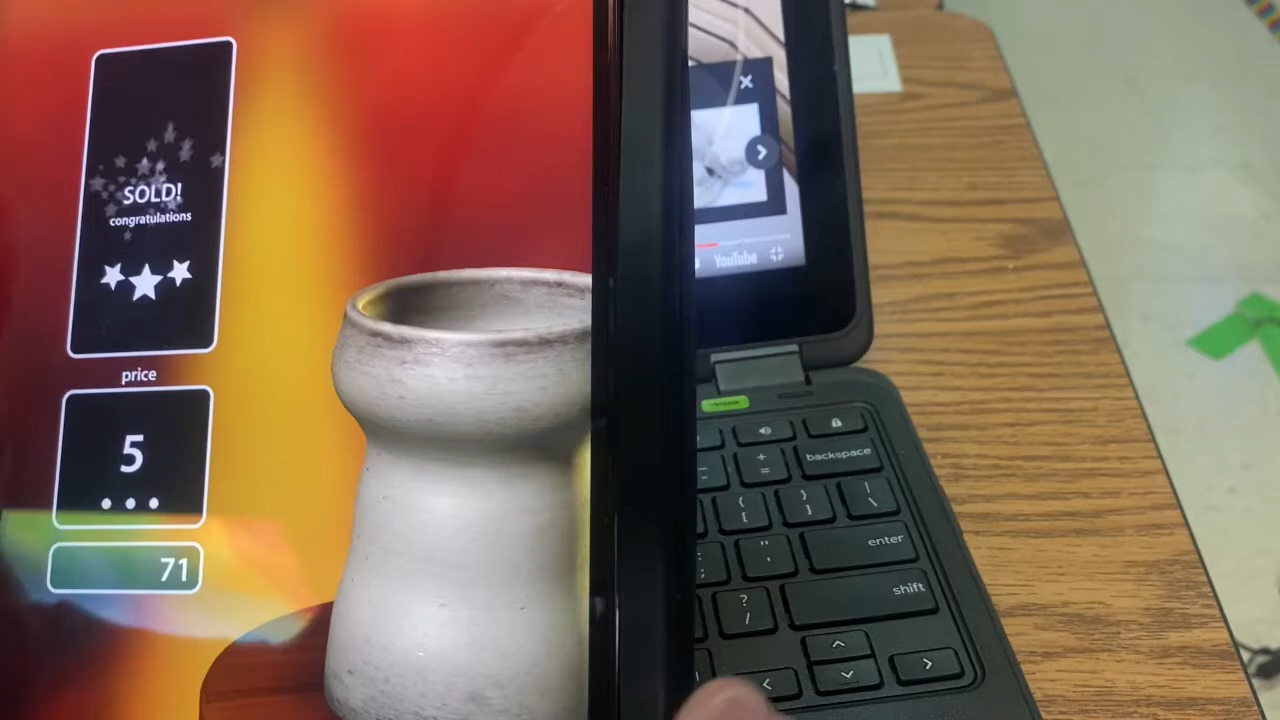 SOLD!
congratulations
price
5
71
YouTube
+
=
backspace
{
[
}
]
|
\
"
'
enter
?
/
shift